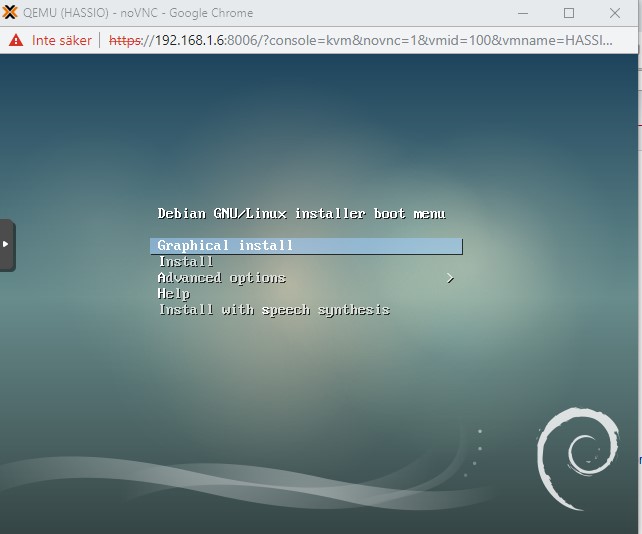 QEMU (HASSIO) - noVNC - Google Chrome
Inte säker | https://192.168.1.6:8006/?console=kvm&novnc=1&vmid=100&vmname=HASSI...
Debian GNU/Linux installer boot menu
Graphical install
Install
Advanced options >
Help
Install with speech synthesis